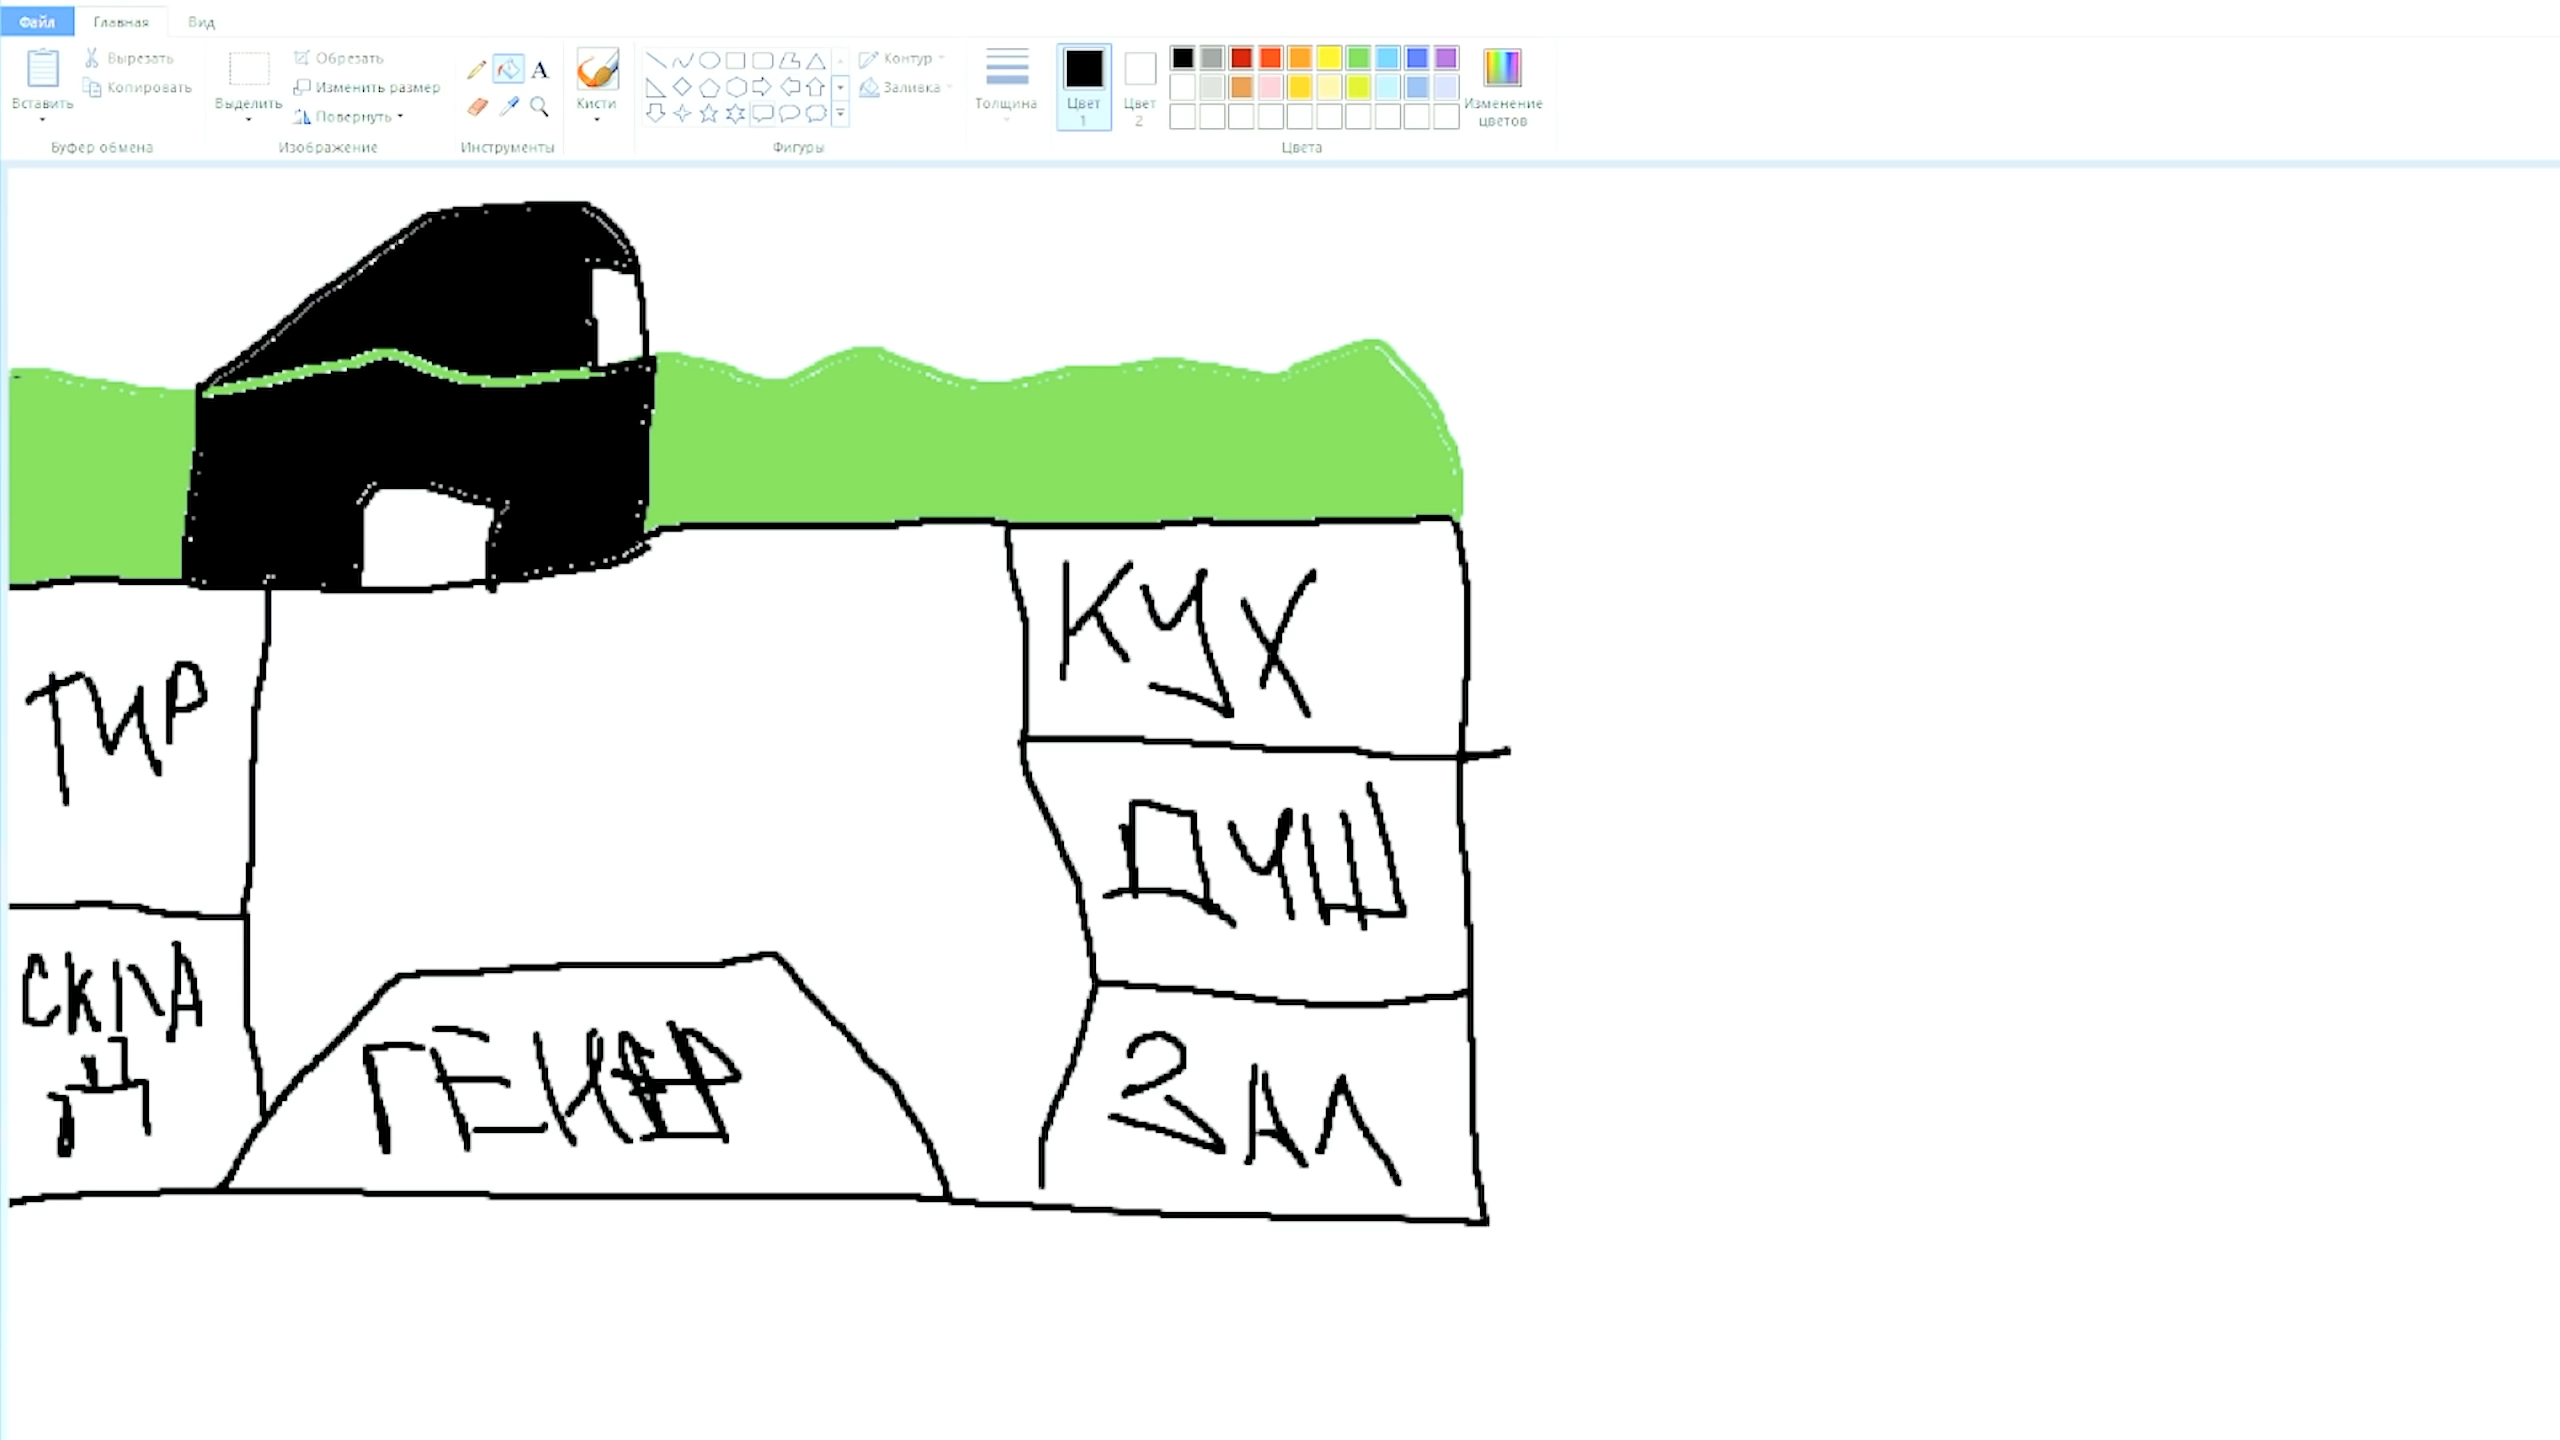 Файл Главная Вид
Вставить
Вырезать
Копировать
Буфер обмена
Выделить
Обрезать
Изменить размер
Повернуть
Изображение
A
Инструменты
Кисти
Контур
Заливка
Фигуры
Толщина
Цвет
1
Цвет
2
Изменение
цветов
Цвета
ТИР
СКЛА
Д
КУХ
ДУШ
ЗАЛ